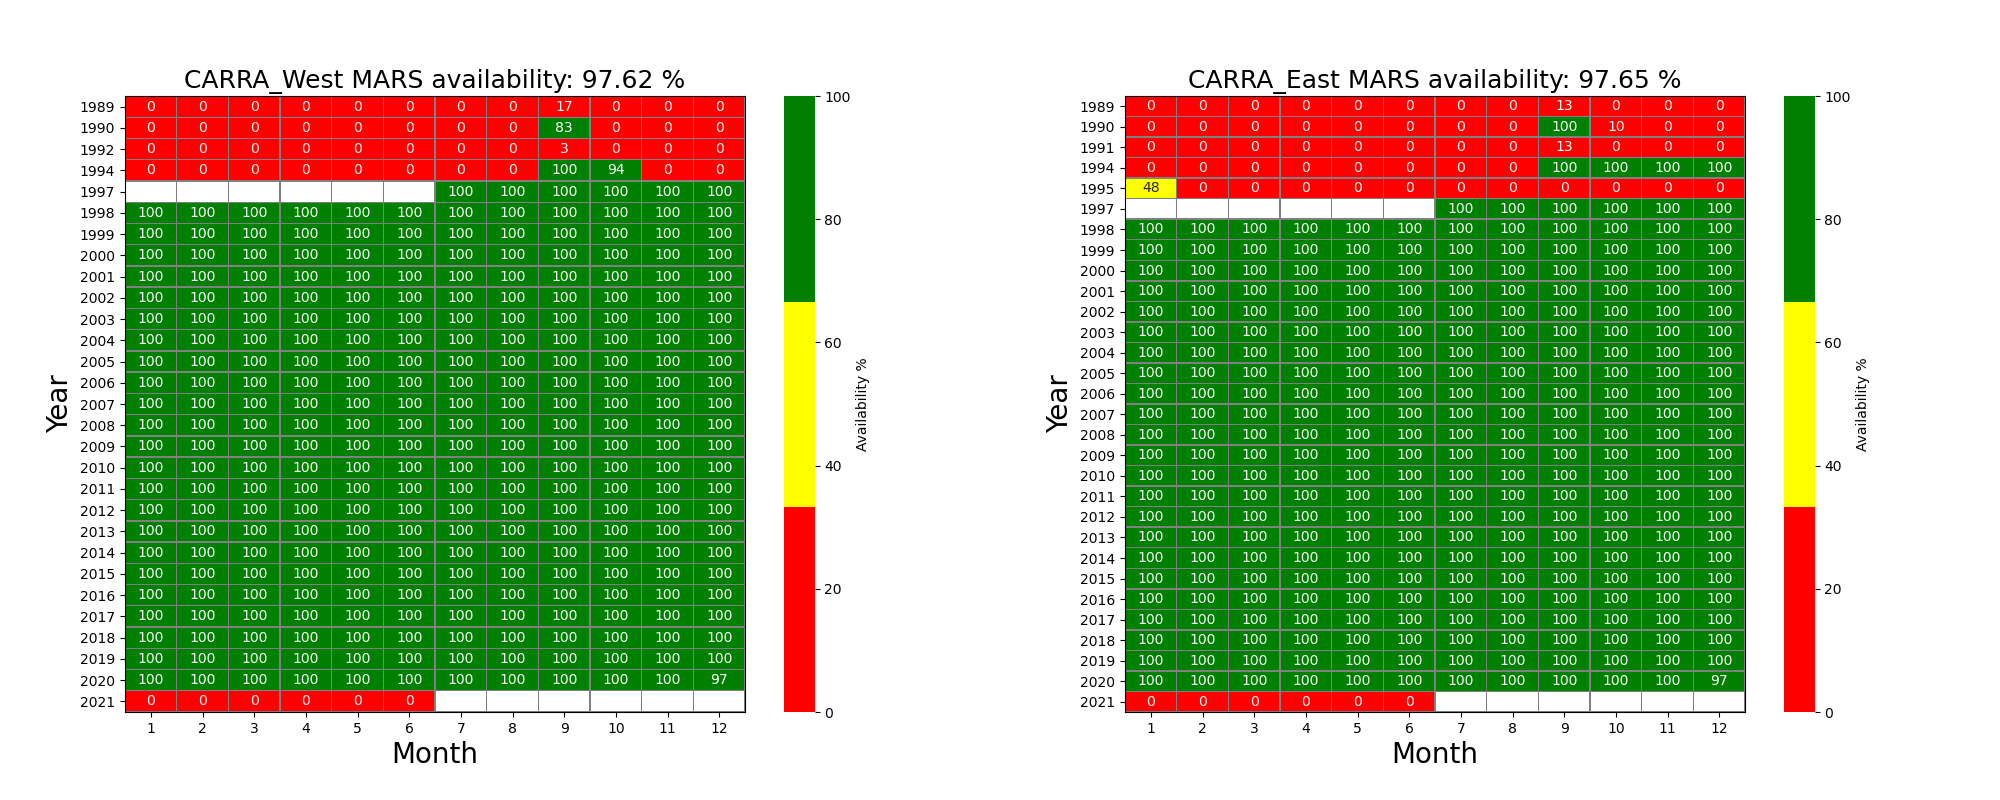 CARRA_West MARS availability: 97.62 %
Year
1989 0 0 0 0 0 0 0 0 17 0 0 0
1990 0 0 0 0 0 0 0 0 83 0 0 0
1992 0 0 0 0 0 0 0 0 3 0 0 0
1994 0 0 0 0 0 0 0 0 100 94 0 0
1997 100 100 100 100 100 100
1998 100 100 100 100 100 100 100 100 100 100 100 100
1999 100 100 100 100 100 100 100 100 100 100 100 100
2000 100 100 100 100 100 100 100 100 100 100 100 100
2001 100 100 100 100 100 100 100 100 100 100 100 100
2002 100 100 100 100 100 100 100 100 100 100 100 100
2003 100 100 100 100 100 100 100 100 100 100 100 100
2004 100 100 100 100 100 100 100 100 100 100 100 100
2005 100 100 100 100 100 100 100 100 100 100 100 100
2006 100 100 100 100 100 100 100 100 100 100 100 100
2007 100 100 100 100 100 100 100 100 100 100 100 100
2008 100 100 100 100 100 100 100 100 100 100 100 100
2009 100 100 100 100 100 100 100 100 100 100 100 100
2010 100 100 100 100 100 100 100 100 100 100 100 100
2011 100 100 100 100 100 100 100 100 100 100 100 100
2012 100 100 100 100 100 100 100 100 100 100 100 100
2013 100 100 100 100 100 100 100 100 100 100 100 100
2014 100 100 100 100 100 100 100 100 100 100 100 100
2015 100 100 100 100 100 100 100 100 100 100 100 100
2016 100 100 100 100 100 100 100 100 100 100 100 100
2017 100 100 100 100 100 100 100 100 100 100 100 100
2018 100 100 100 100 100 100 100 100 100 100 100 100
2019 100 100 100 100 100 100 100 100 100 100 100 100
2020 100 100 100 100 100 100 100 100 100 100 100 97
2021 0 0 0 0 0 0
1 2 3 4 5 6 7 8 9 10 11 12
Month
100
80
60
40
20
0
Availability %
CARRA_East MARS availability: 97.65 %
Year
1989 0 0 0 0 0 0 0 0 13 0 0 0
1990 0 0 0 0 0 0 0 0 100 10 0 0
1991 0 0 0 0 0 0 0 0 13 0 0 0
1994 0 0 0 0 0 0 0 0 100 100 100 100
1995 48 0 0 0 0 0 0 0 0 0 0 0
1997 100 100 100 100 100 100
1998 100 100 100 100 100 100 100 100 100 100 100 100
1999 100 100 100 100 100 100 100 100 100 100 100 100
2000 100 100 100 100 100 100 100 100 100 100 100 100
2001 100 100 100 100 100 100 100 100 100 100 100 100
2002 100 100 100 100 100 100 100 100 100 100 100 100
2003 100 100 100 100 100 100 100 100 100 100 100 100
2004 100 100 100 100 100 100 100 100 100 100 100 100
2005 100 100 100 100 100 100 100 100 100 100 100 100
2006 100 100 100 100 100 100 100 100 100 100 100 100
2007 100 100 100 100 100 100 100 100 100 100 100 100
2008 100 100 100 100 100 100 100 100 100 100 100 100
2009 100 100 100 100 100 100 100 100 100 100 100 100
2010 100 100 100 100 100 100 100 100 100 100 100 100
2011 100 100 100 100 100 100 100 100 100 100 100 100
2012 100 100 100 100 100 100 100 100 100 100 100 100
2013 100 100 100 100 100 100 100 100 100 100 100 100
2014 100 100 100 100 100 100 100 100 100 100 100 100
2015 100 100 100 100 100 100 100 100 100 100 100 100
2016 100 100 100 100 100 100 100 100 100 100 100 100
2017 100 100 100 100 100 100 100 100 100 100 100 100
2018 100 100 100 100 100 100 100 100 100 100 100 100
2019 100 100 100 100 100 100 100 100 100 100 100 100
2020 100 100 100 100 100 100 100 100 100 100 100 97
2021 0 0 0 0 0 0
1 2 3 4 5 6 7 8 9 10 11 12
Month
100
80
60
40
20
0
Availability %